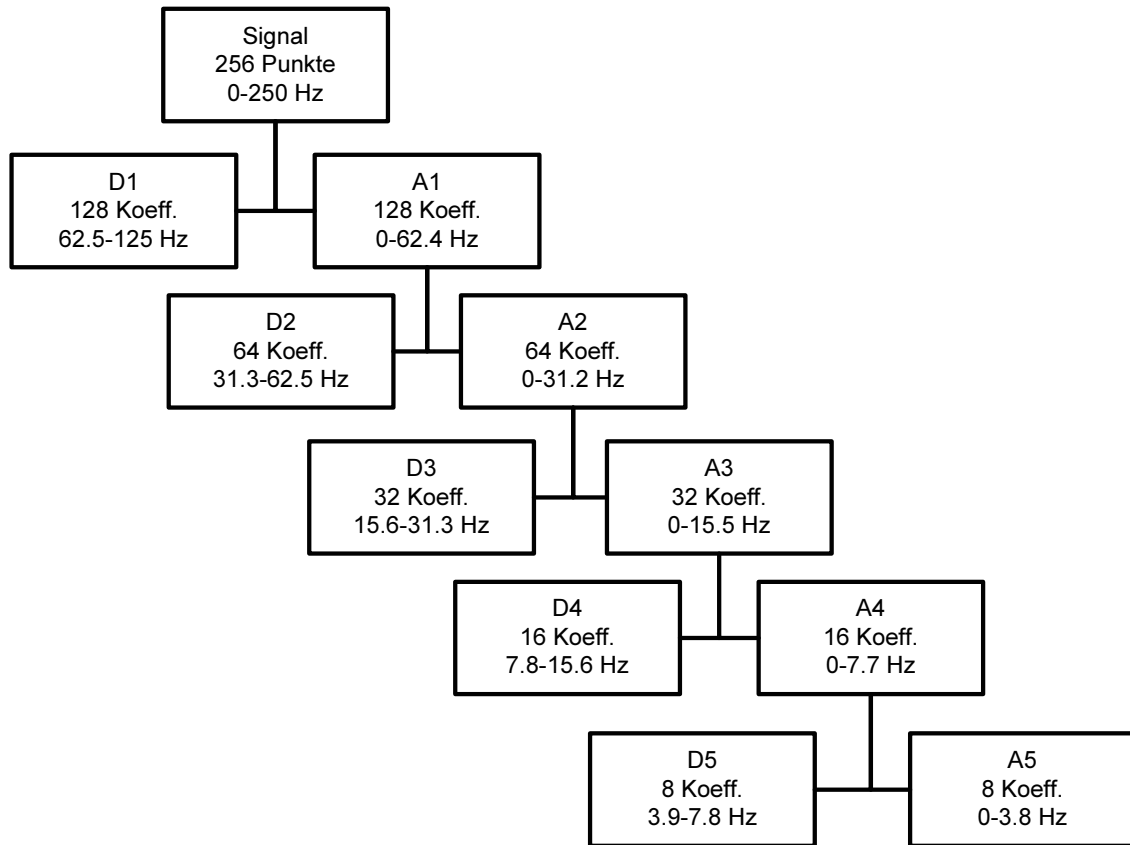 Signal
256 Punkte
0-250 Hz
D1
128 Koeff.
62.5-125 Hz
A1
128 Koeff.
0-62.4 Hz
D2
64 Koeff.
31.3-62.5 Hz
A2
64 Koeff.
0-31.2 Hz
D3
32 Koeff.
15.6-31.3 Hz
A3
32 Koeff.
0-15.5 Hz
D4
16 Koeff.
7.8-15.6 Hz
A4
16 Koeff.
0-7.7 Hz
D5
8 Koeff.
3.9-7.8 Hz
A5
8 Koeff.
0-3.8 Hz